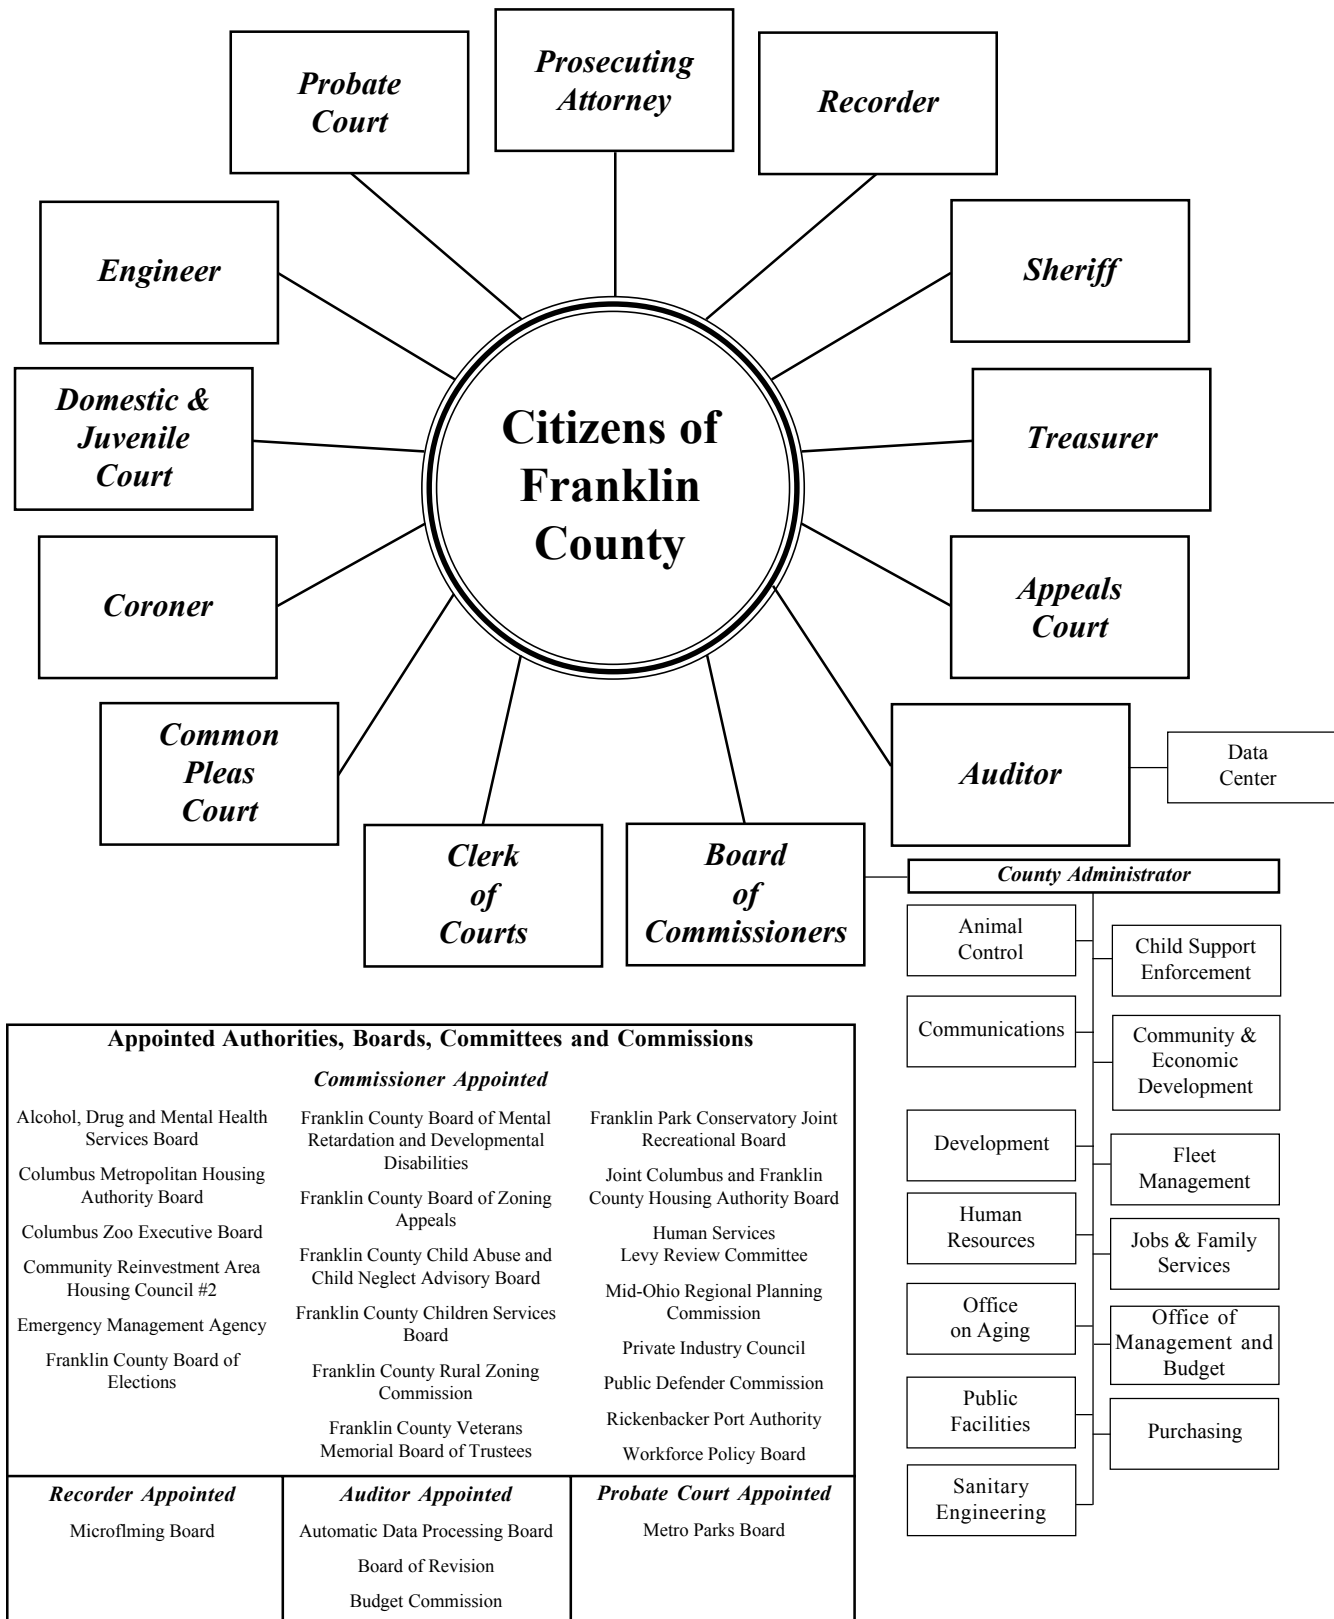 Prosecuting
Attorney
Probate
Court
Recorder
Engineer
Sheriff
Domestic &
Juvenile
Court
Citizens of
Franklin
County
Treasurer
Coroner
Appeals
Court
Common
Pleas
Court
Auditor
Data
Center
Clerk
of
Courts
Board
of
Commissioners
County Administrator
Animal
Control
Child Support
Enforcement
Communications
Community &
Economic
Development
Development
Fleet
Management
Human
Resources
Jobs & Family
Services
Office
on Aging
Office of
Management and
Budget
Public
Facilities
Purchasing
Sanitary
Engineering
Appointed Authorities, Boards, Committees and Commissions
Commissioner Appointed
Alcohol, Drug and Mental Health
Services Board
Columbus Metropolitan Housing
Authority Board
Columbus Zoo Executive Board
Community Reinvestment Area
Housing Council #2
Emergency Management Agency
Franklin County Board of
Elections
Franklin County Board of Mental
Retardation and Developmental
Disabilities
Franklin County Board of Zoning
Appeals
Franklin County Child Abuse and
Child Neglect Advisory Board
Franklin County Children Services
Board
Franklin County Rural Zoning
Commission
Franklin County Veterans
Memorial Board of Trustees
Franklin Park Conservatory Joint
Recreational Board
Joint Columbus and Franklin
County Housing Authority Board
Human Services
Levy Review Committee
Mid-Ohio Regional Planning
Commission
Private Industry Council
Public Defender Commission
Rickenbacker Port Authority
Workforce Policy Board
Recorder Appointed
Microflming Board
Auditor Appointed
Automatic Data Processing Board
Board of Revision
Budget Commission
Probate Court Appointed
Metro Parks Board